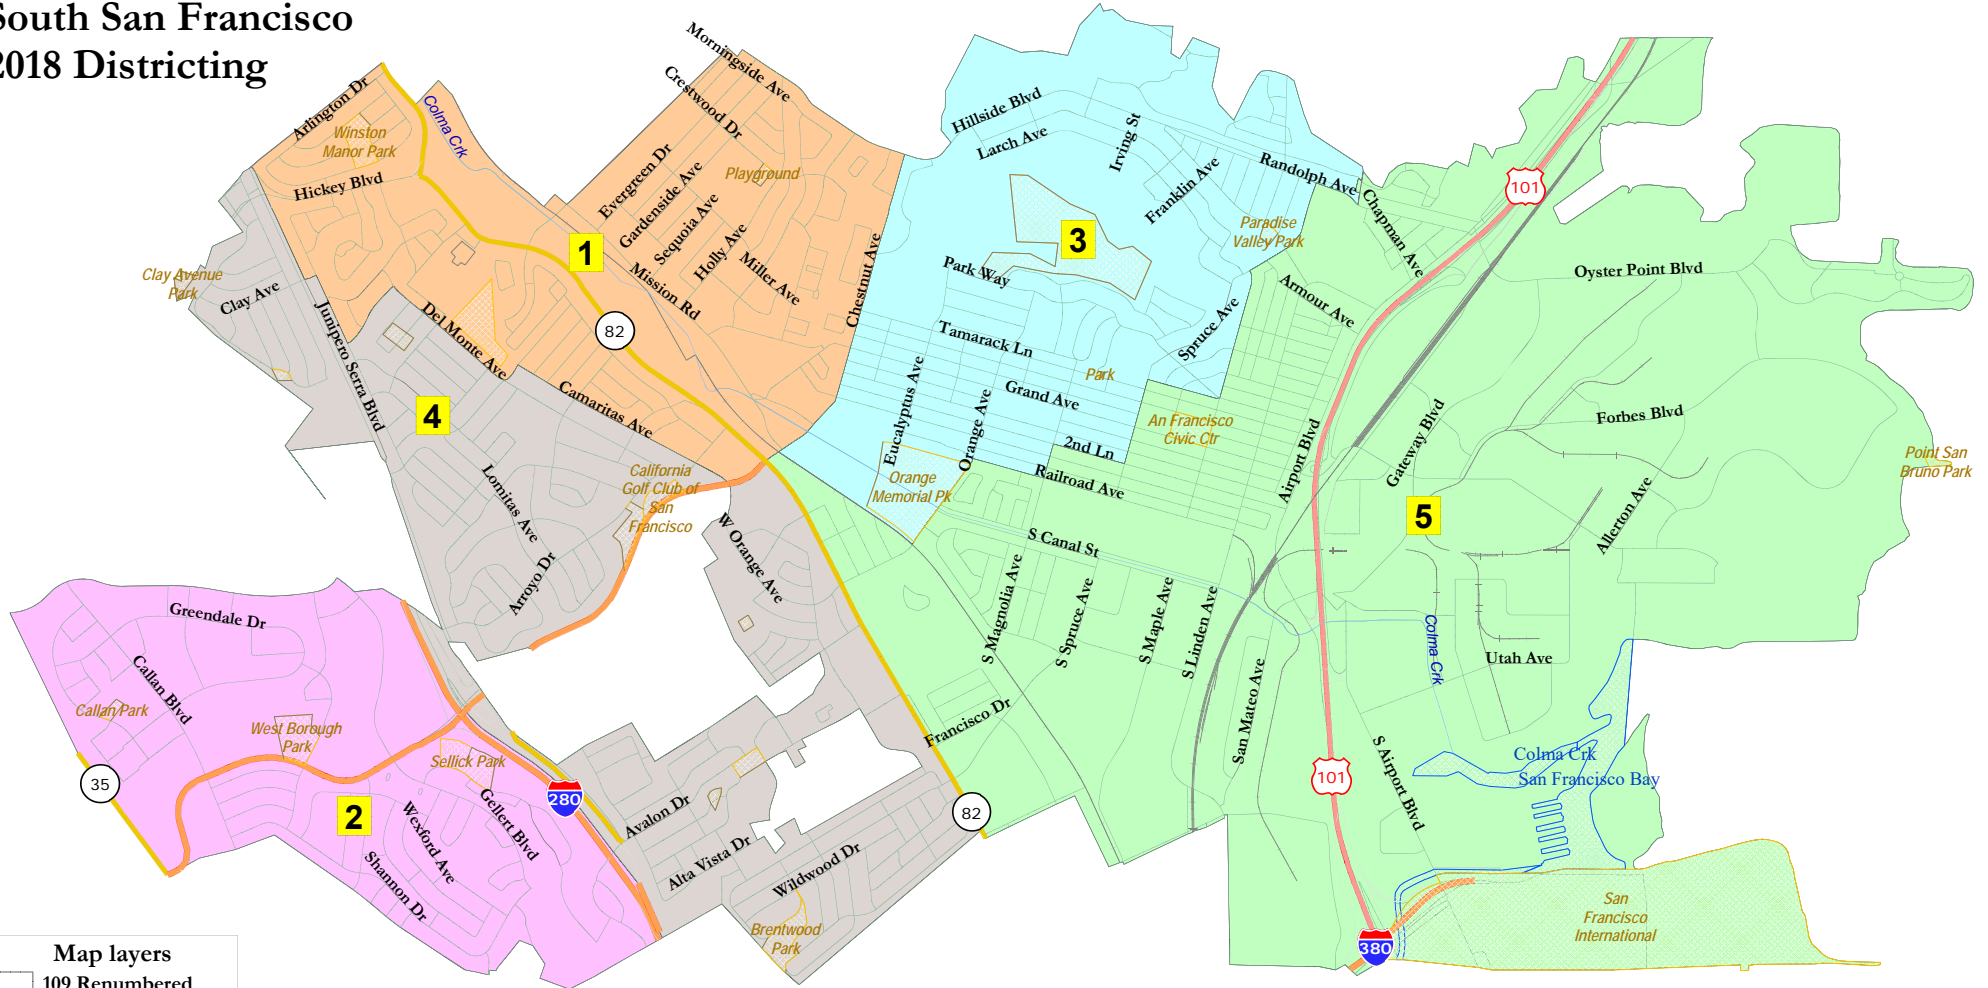 South San Francisco
2018 Districting
Morningside Ave
Crestwood Dr
Arlington Dr
Colma Crk
Winston
Manor Park
Hickey Blvd
Evergreen Dr
Gardenside Ave
Sequoia Ave
Holly Ave
Miller Ave
Playground
Mission Rd
Chestnut Ave
1
82
Hillside Blvd
Larch Ave
Irving St
Franklin Ave
Randolph Ave
Chapman Ave
Paradise
Valley Park
3
Park Way
Armour Ave
Spruce Ave
Tamarack Ln
Eucalyptus Ave
Grand Ave
Orange Ave
Park
2nd Ln
An Francisco
Civic Ctr
Railroad Ave
Orange
Memorial Pk
101
Oyster Point Blvd
Forbes Blvd
Gateway Blvd
Airport Blvd
Allerton Ave
Point San
Bruno Park
5
Clay Avenue
Park
Clay Ave
Junipero Serra Blvd
Del Monte Ave
Camaritas Ave
4
Lomitas Ave
Arroyo Dr
California
Golf Club of
San
Francisco
W Orange Ave
S Canal St
S Magnolia Ave
S Spruce Ave
S Maple Ave
S Linden Ave
San Mateo Ave
Francisco Dr
Colma Crk
Utah Ave
S Airport Blvd
101
Colma Crk
San Francisco Bay
82
Greendale Dr
Callan Blvd
Callan Park
West Borough
Park
Sellick Park
35
2
Wexford Ave
Gellert Blvd
Shannon Dr
280
Avalon Dr
Alta Vista Dr
Wildwood Dr
Brentwood
Park
380
San
Francisco
International
Map layers
109 Renumbered